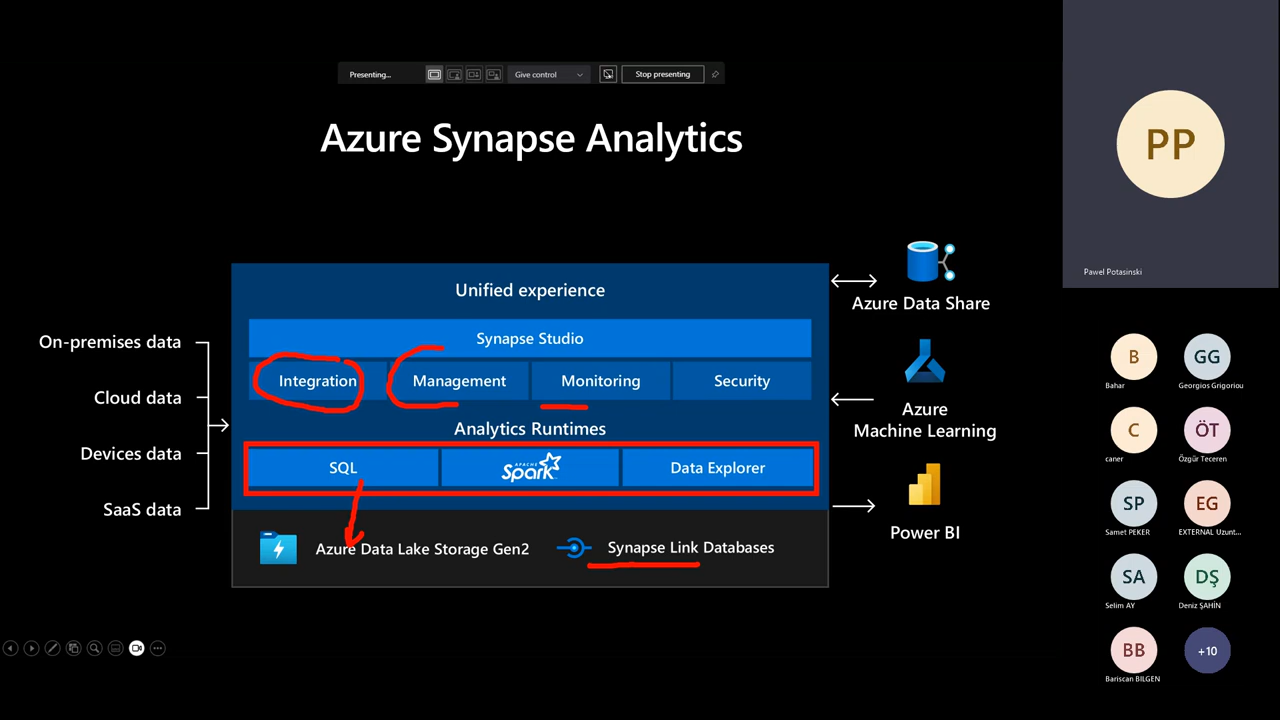 Presenting...
Give control
Stop presenting
Azure Synapse Analytics
PP
Pawel Potasinski
On-premises data
Cloud data
Devices data
SaaS data
Unified experience
Synapse Studio
Integration
Management
Monitoring
Security
Analytics Runtimes
SQL
APACHE
Spark
Data Explorer
Azure Data Lake Storage Gen2
Synapse Link Databases
Azure Data Share
Azure
Machine Learning
Power BI
B
Bahar
GG
Georgios Grigoriou
C
caner
ÖT
Özgür Teceren
SP
Samet PEKER
EG
EXTERNAL Uzunt...
SA
Selim AY
DŞ
Deniz ŞAHİN
BB
Bariscan BILGEN
+10